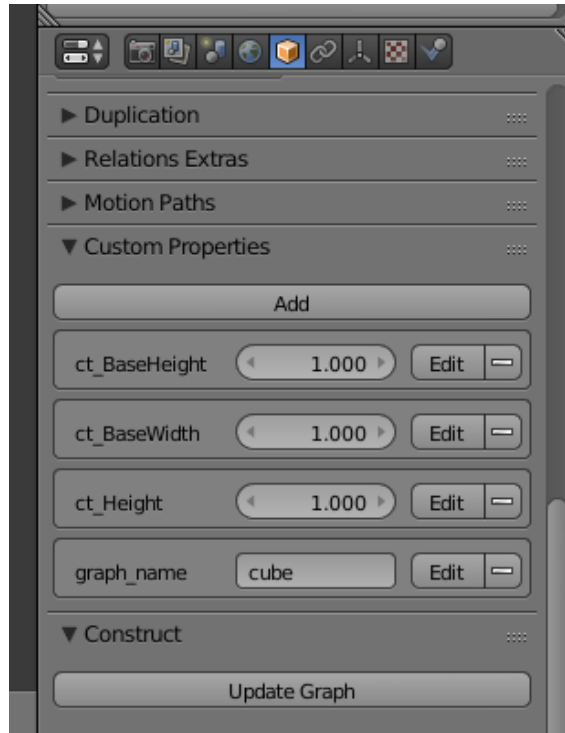 Duplication
Relations Extras
Motion Paths
Custom Properties
Add
ct_BaseHeight 1.000 Edit
ct_BaseWidth 1.000 Edit
ct_Height 1.000 Edit
graph_name cube Edit
Construct
Update Graph